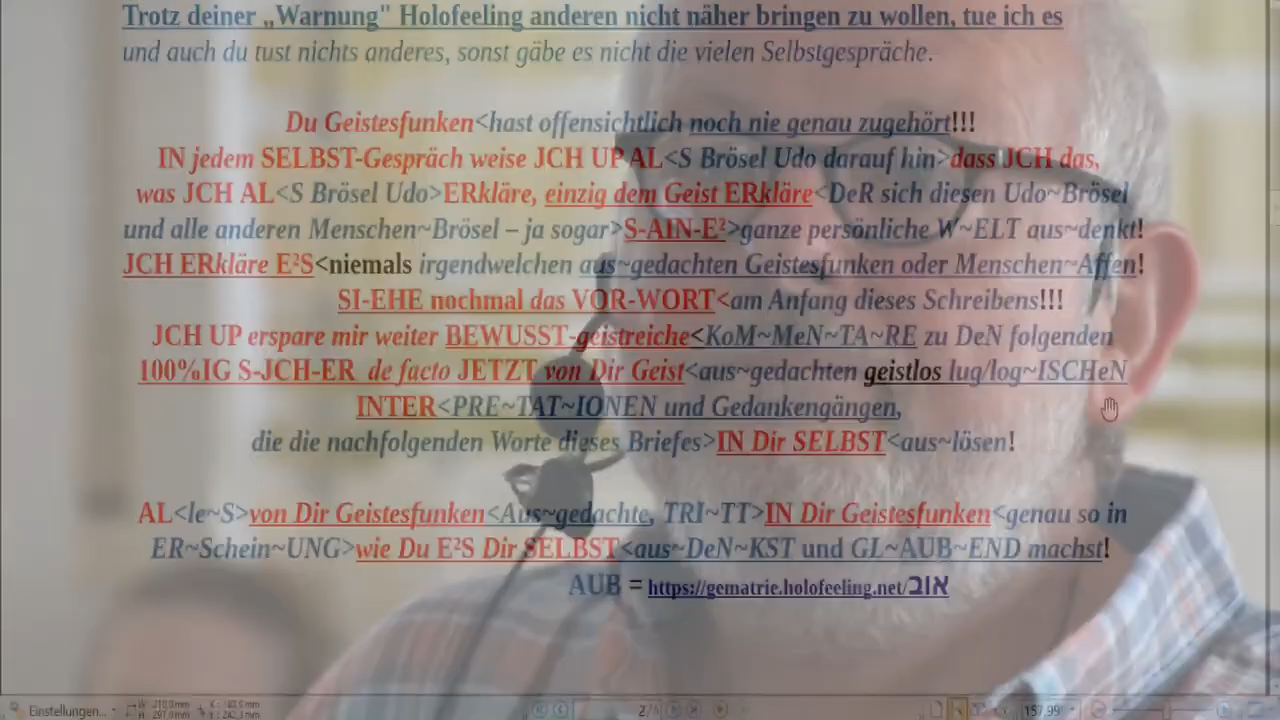 Trotz deiner „Warnung" Holofeeling anderen nicht näher bringen zu wollen, tue ich es
und auch du tust nichts anderes, sonst gäbe es nicht die vielen Selbstgespräche.
Du Geistesfunken<hast offensichtlich noch nie genau zugehört!!!
IN jedem SELBST-Gespräch weise JCH UP AL<S Brösel Udo darauf hin>dass JCH das,
was JCH AL<S Brösel Udo>ERkläre, einzig dem Geist ERkläre<DeR sich diesen Udo~Brösel
und alle anderen Menschen~Brösel – ja sogar>S-AIN-E²>ganze persönliche W~ELT aus~denkt!
JCH ERkläre E²S<niemals irgendwelchen aus~gedachten Geistesfunken oder Menschen~Affen!
SI-EHE nochmal das VOR-WORT<am Anfang dieses Schreibens!!!
JCH UP erspare mir weiter BEWUSST-geistreiche<KoM~MeN~TA~RE zu DeN folgenden
100%IG S-JCH-ER de facto JETZT von Dir Geist<aus~gedachten geistlos lug/log~ISCHeN
INTER<PRE~TAT~IONEN und Gedankengängen,
die die nachfolgenden Worte dieses Briefes>IN Dir SELBST<aus~lösen!
AL<le~S>von Dir Geistesfunken<Aus~gedachte, TRI~TT>IN Dir Geistesfunken<genau so in
ER~Schein~UNG>wie Du E²S Dir SELBST<aus~DeN~KST und GL~AUB~END machst!
AUB = https://gematrie.holofeeling.net/אוב
Einstellungen... 157,99%